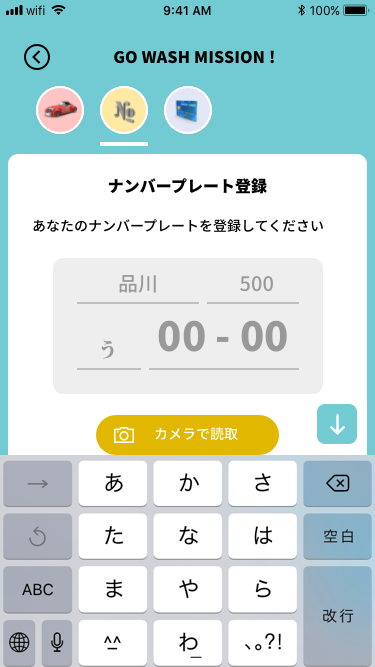 wifi 9:41 AM 100%
GO WASH MISSION !
No
ナンバープレート登録
あなたのナンバープレートを登録してください
品川 500
う 00 - 00
カメラで読取
→ あ か さ
た な は 空白
ABC ま や ら
改行
^^ わ_ 、。?!